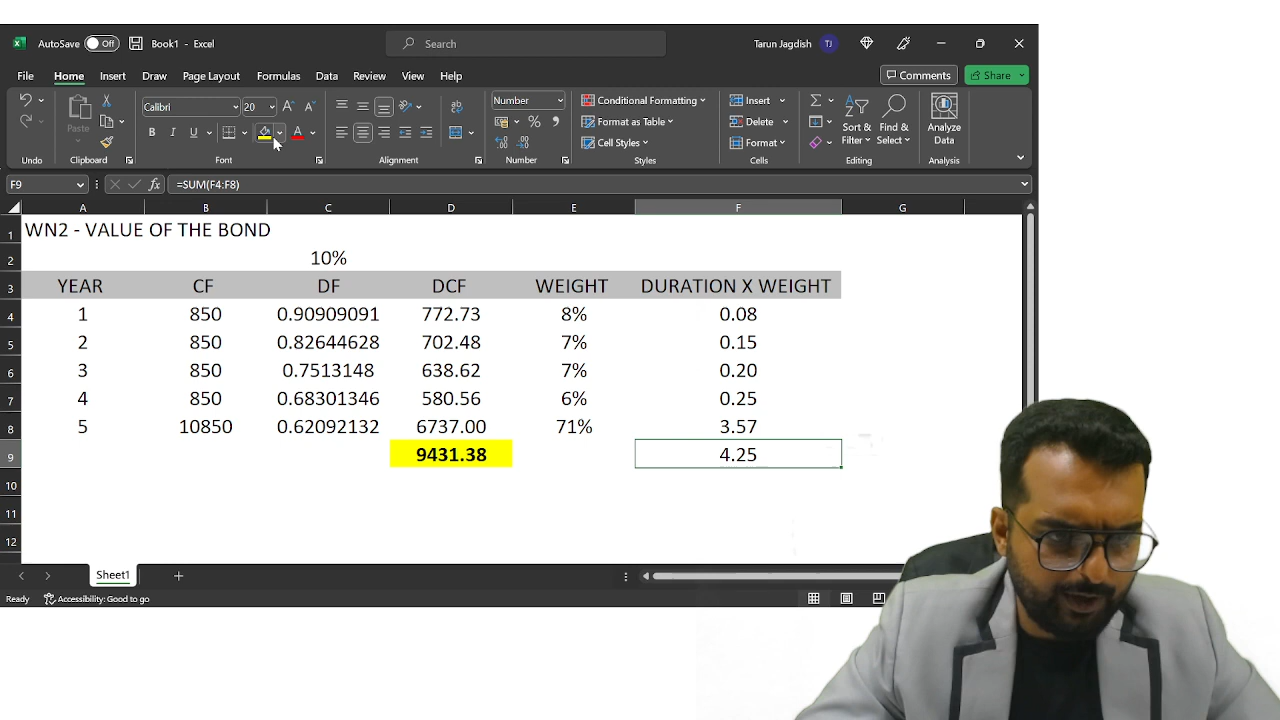 AutoSave Off Book1 - Excel Search Tarun Jagdish TJ
File Home Insert Draw Page Layout Formulas Data Review View Help Comments Share
Paste Calibri 20 Number Conditional Formatting Insert Sort & Filter Find & Select Analyze Data
B I U A % Format as Table Delete
Cell Styles Format
Undo Clipboard Font Alignment Number Styles Cells Editing Analysis
F9 fx =SUM(F4:F8)
A B C D E F G
1 WN2 - VALUE OF THE BOND
2 10%
3 YEAR CF DF DCF WEIGHT DURATION X WEIGHT
4 1 850 0.90909091 772.73 8% 0.08
5 2 850 0.82644628 702.48 7% 0.15
6 3 850 0.7513148 638.62 7% 0.20
7 4 850 0.68301346 580.56 6% 0.25
8 5 10850 0.62092132 6737.00 71% 3.57
9 9431.38 4.25
10
11
12
Sheet1
Ready Accessibility: Good to go